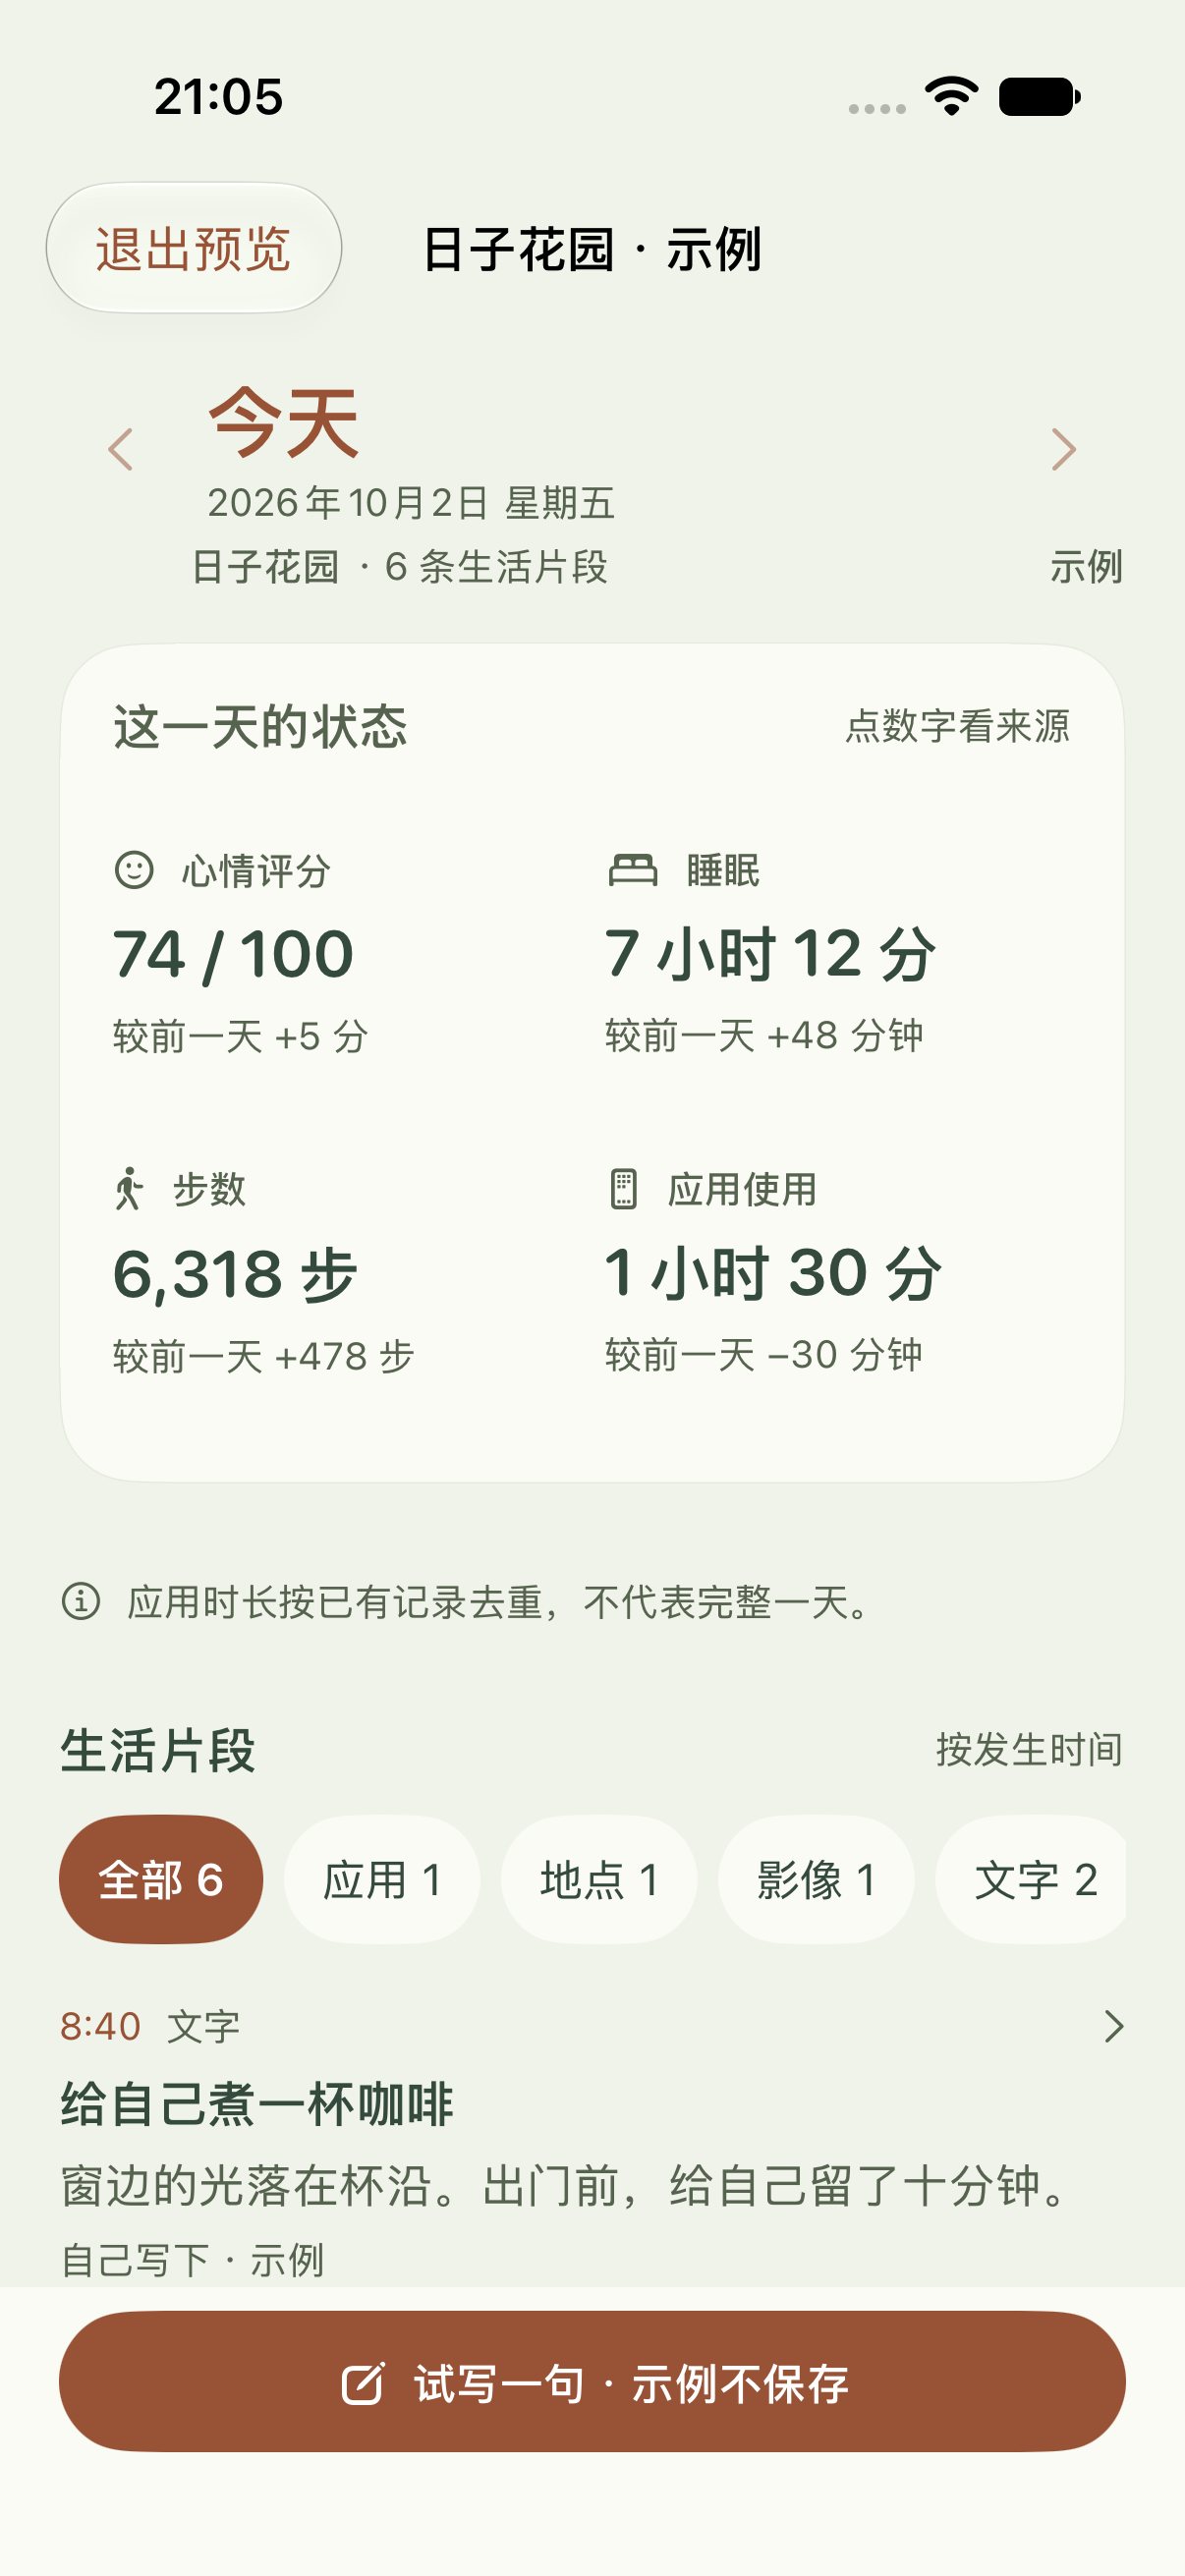 21:05
退出预览
日子花园 · 示例
今天
2026年10月2日 星期五
日子花园 · 6 条生活片段
示例
这一天的状态
点数字看来源
心情评分
睡眠
74 / 100
7 小时 12 分
较前一天 +5 分
较前一天 +48 分钟
步数
应用使用
6,318 步
1 小时 30 分
较前一天 +478 步
较前一天 −30 分钟
应用时长按已有记录去重，不代表完整一天。
生活片段
按发生时间
全部 6
应用 1
地点 1
影像 1
文字 2
8:40 文字
给自己煮一杯咖啡
窗边的光落在杯沿。出门前，给自己留了十分钟。
自己写下 · 示例
试写一句 · 示例不保存